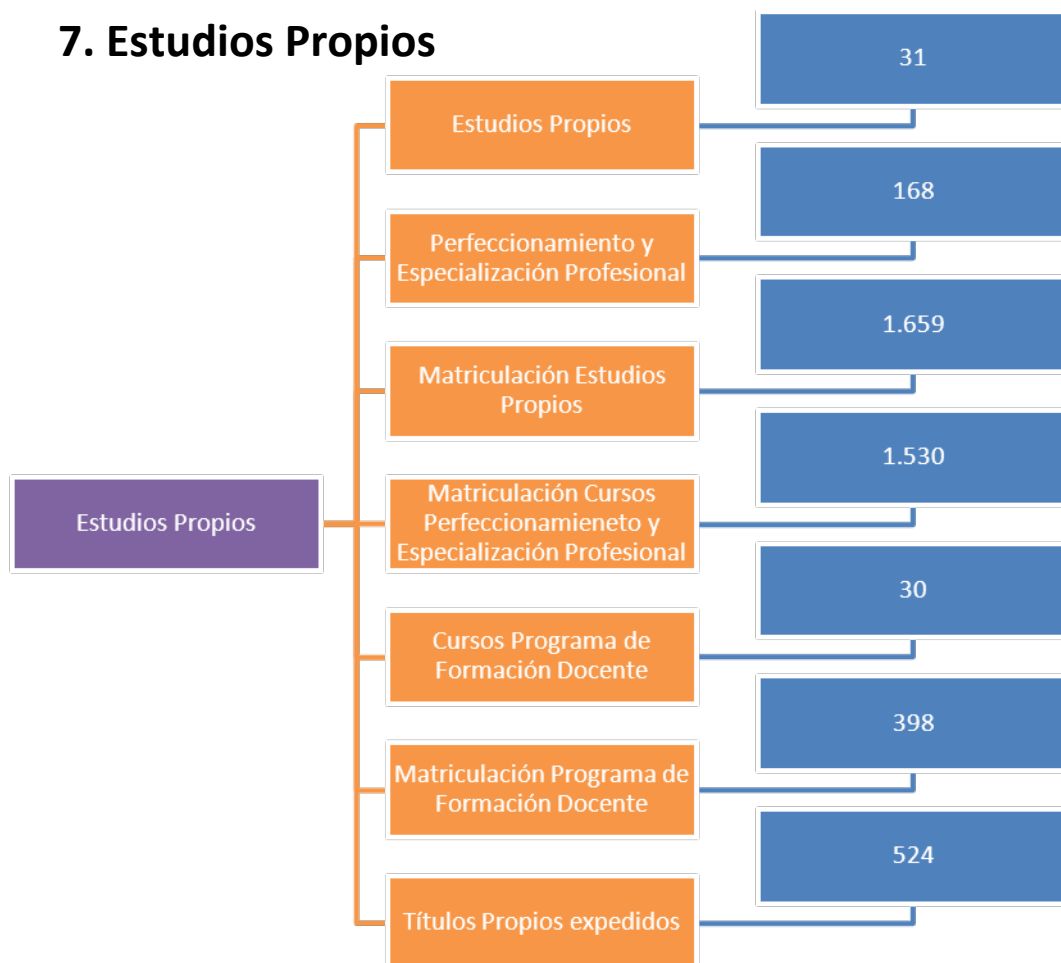 7. Estudios Propios
Estudios Propios
Estudios Propios
31
Perfeccionamiento y
Especialización Profesional
168
Matriculación Estudios
Propios
1.659
Matriculación Cursos
Perfeccionamieneto y
Especialización Profesional
1.530
Cursos Programa de
Formación Docente
30
Matriculación Programa de
Formación Docente
398
Títulos Propios expedidos
524